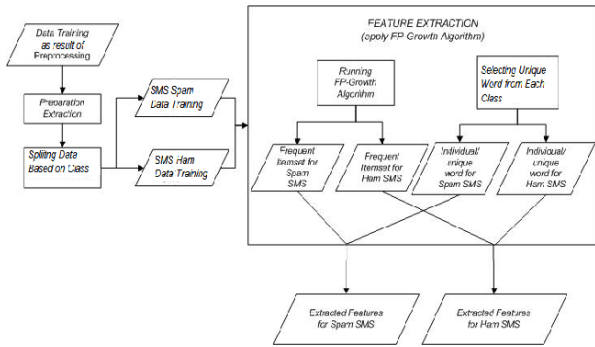 Data Training
as result of
Preprocessing
Preparation
Extraction
Spliting Data
Based on Class
SMS Spam
Data Training
SMS Ham
Data Training
FEATURE EXTRACTION
(apply FP-Growth Algorithm)
Running
FP-Growth
Algorithm
Selecting Unique
Word from Each
Class
Frequent
Itemset for
Spam
SMS
Frequent
Itemset for
Ham SMS
Individual/
unique
word for
Spam SMS
Individual/
unique
word for
Ham SMS
Extracted Features
for Spam SMS
Extracted Features
for Ham SMS